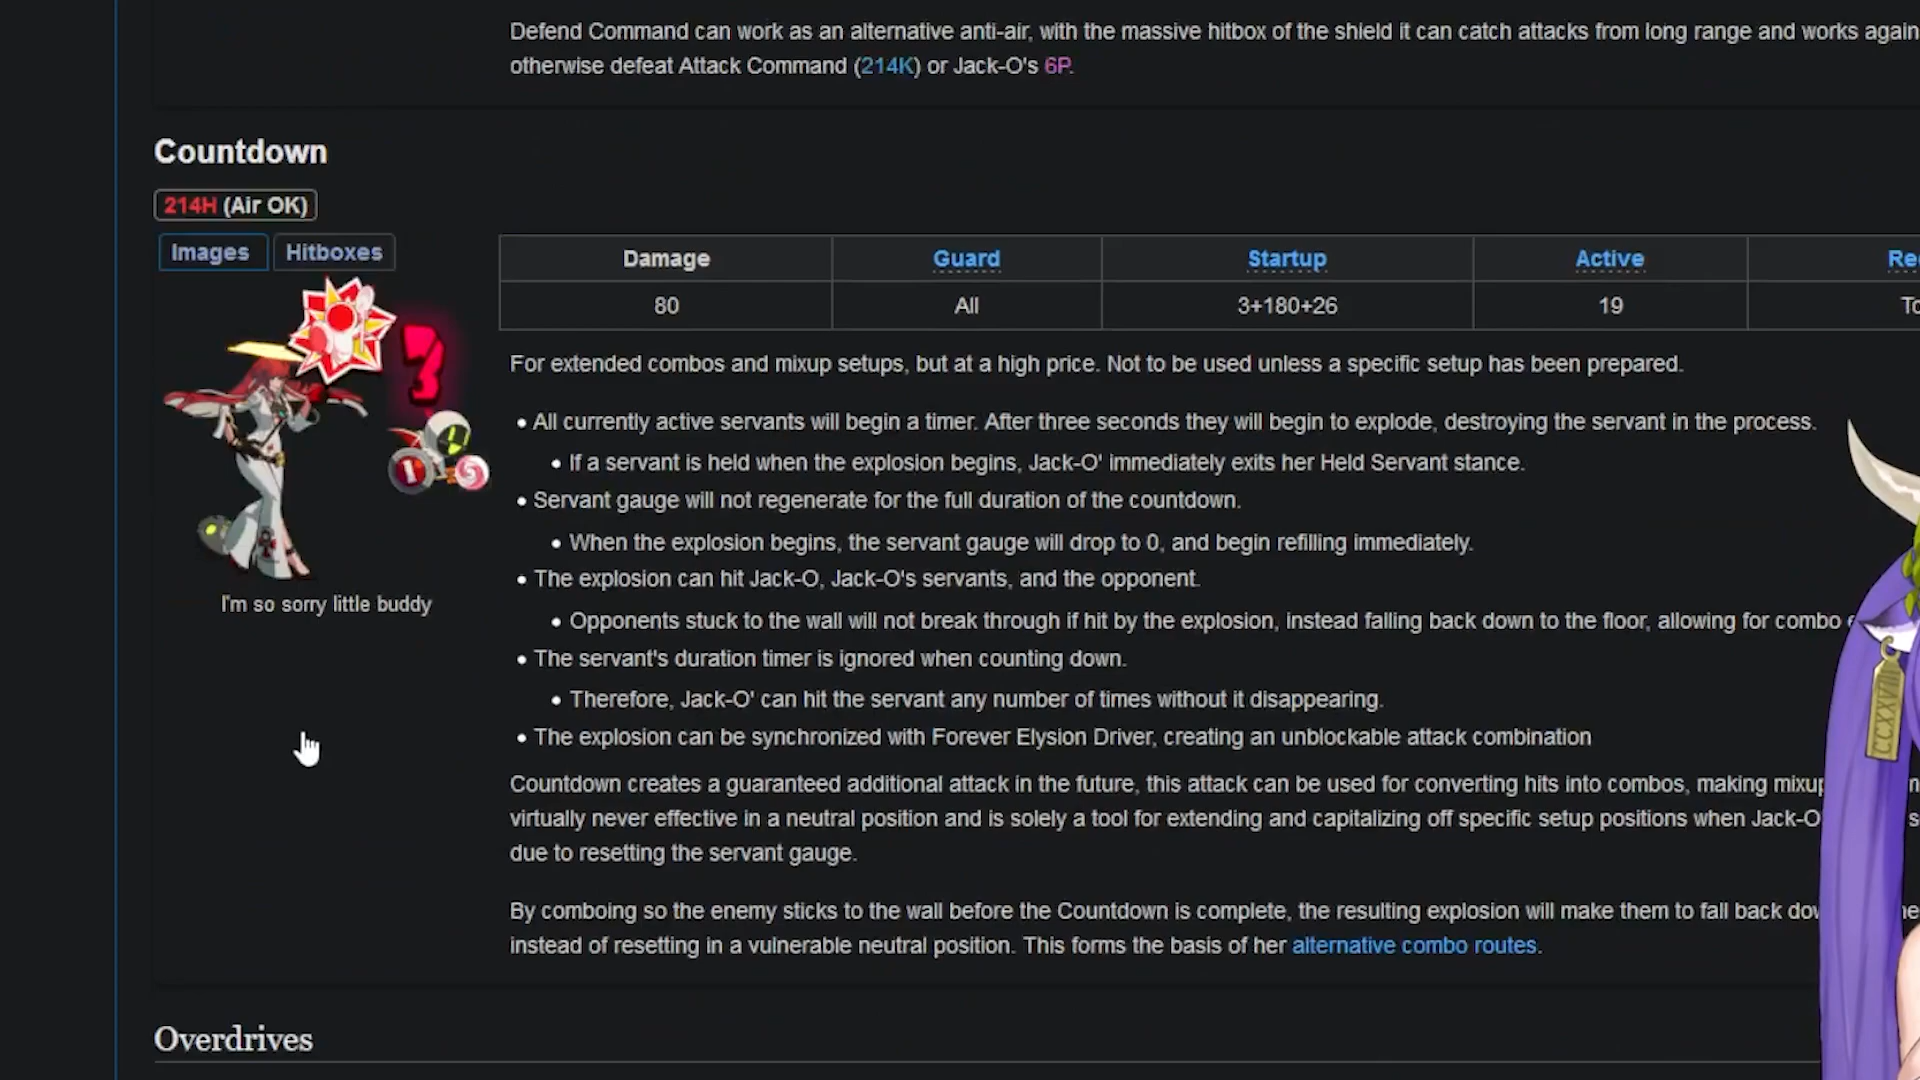 Defend Command can work as an alternative anti-air, with the massive hitbox of the shield it can catch attacks from long range and works
otherwise defeat Attack Command (214K) or Jack-O's 6P.
Countdown
214H (Air OK)
Images Hitboxes
Damage Guard Startup Active
80 All 3+180+26 19
3
For extended combos and mixup setups, but at a high price. Not to be used unless a specific setup has been prepared.
• All currently active servants will begin a timer. After three seconds they will begin to explode, destroying the servant in the process.
• If a servant is held when the explosion begins, Jack-O' immediately exits her Held Servant stance.
• Servant gauge will not regenerate for the full duration of the countdown.
• When the explosion begins, the servant gauge will drop to 0, and begin refilling immediately.
• The explosion can hit Jack-O, Jack-O's servants, and the opponent.
I'm so sorry little buddy
• Opponents stuck to the wall will not break through if hit by the explosion, instead falling back down to the floor, allowing for combo
• The servant's duration timer is ignored when counting down.
• Therefore, Jack-O' can hit the servant any number of times without it disappearing.
• The explosion can be synchronized with Forever Elysion Driver, creating an unblockable attack combination
Countdown creates a guaranteed additional attack in the future, this attack can be used for converting hits into combos, making
virtually never effective in a neutral position and is solely a tool for extending and capitalizing off specific setup positions when Jack-O
due to resetting the servant gauge.
By comboing so the enemy sticks to the wall before the Countdown is complete, the resulting explosion will make them to fall back
instead of resetting in a vulnerable neutral position. This forms the basis of her alternative combo routes.
Overdrives